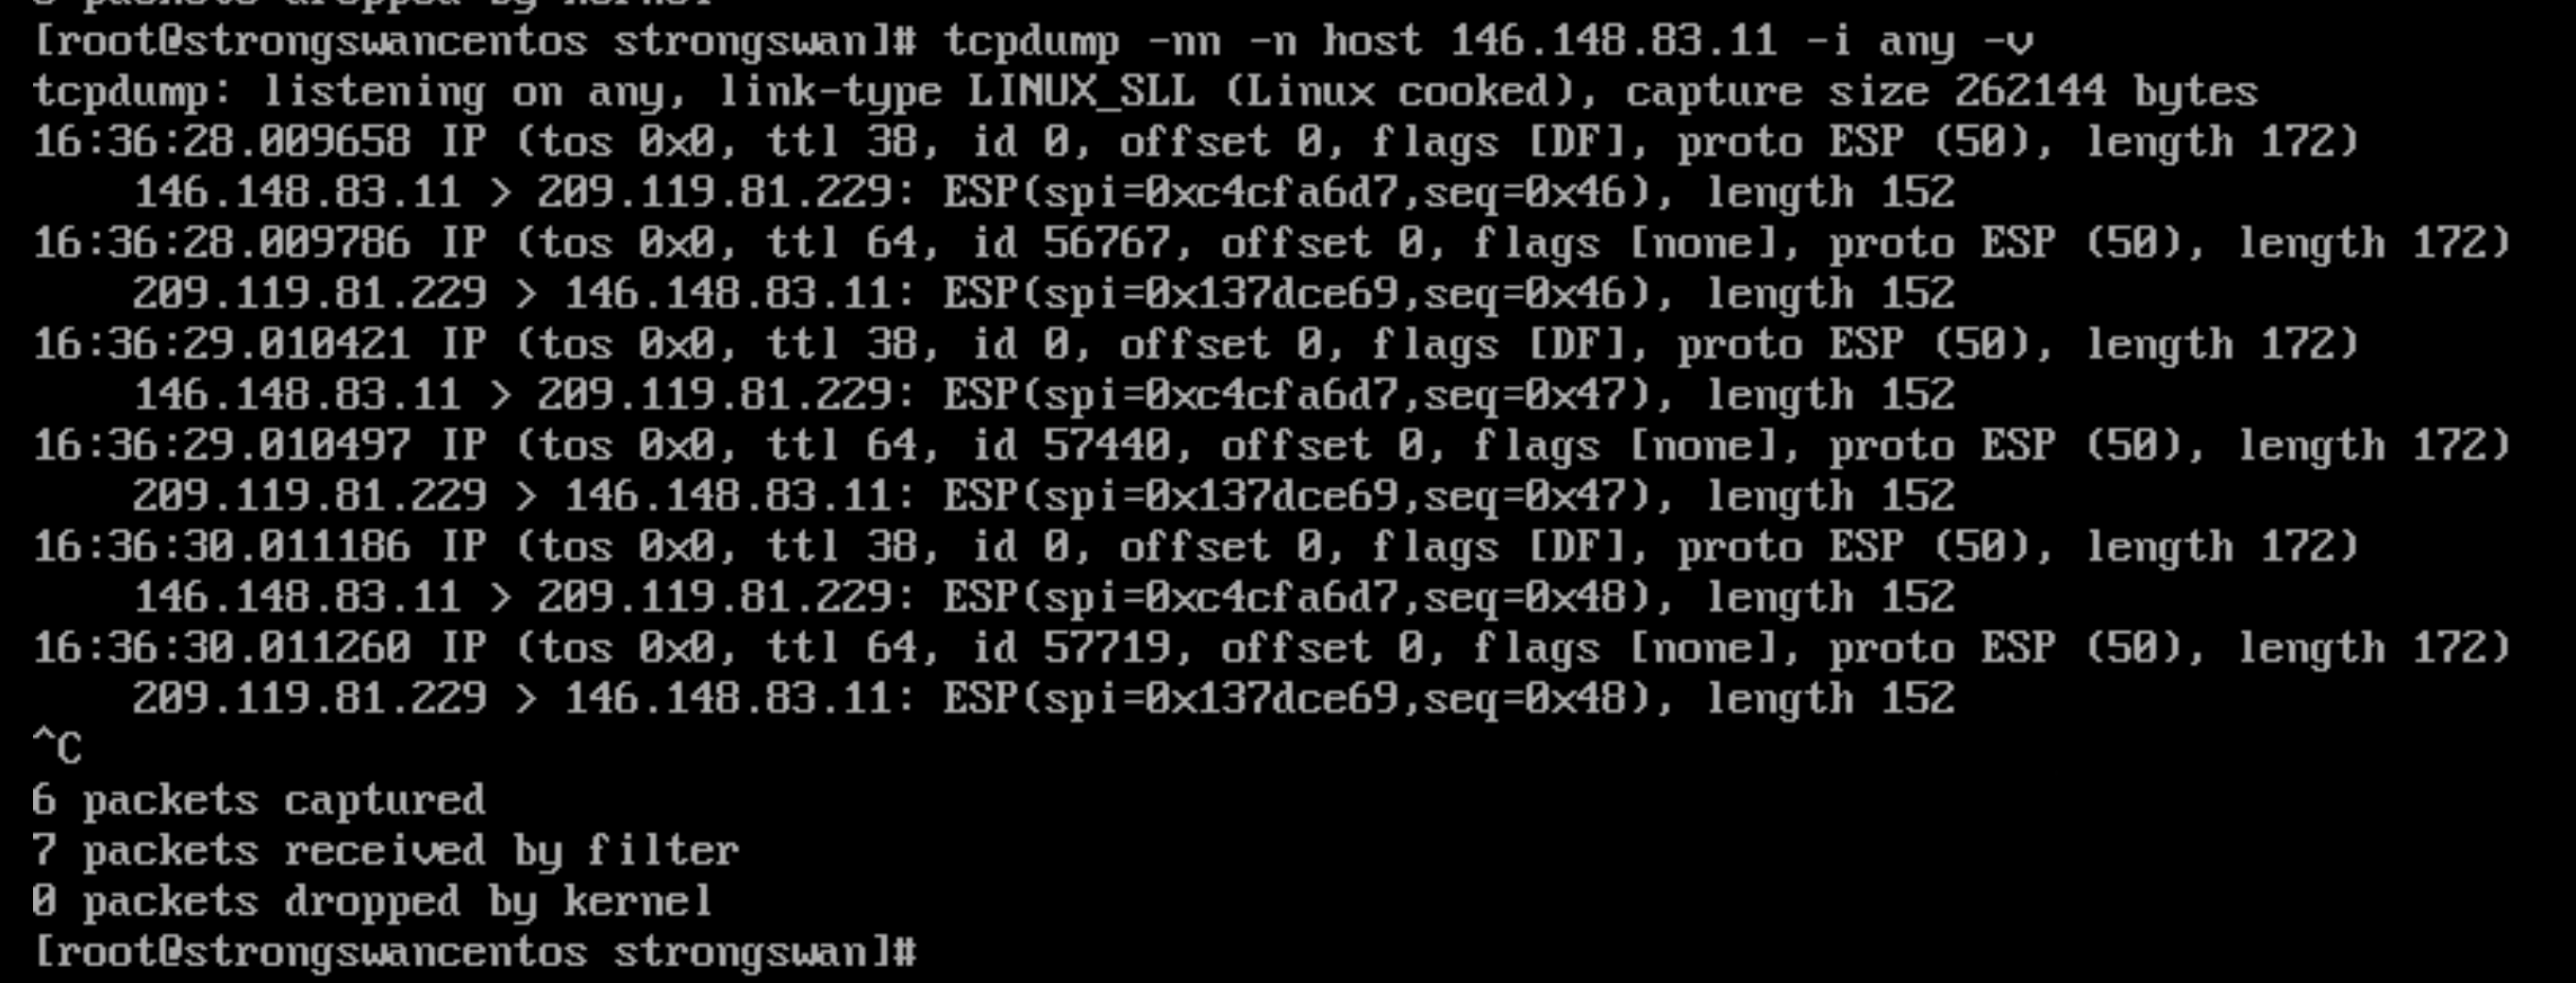 packets dropped by kernel
[root@strongswancentos strongswan]# tcpdump -nn -n host 146.148.83.11 -i any -v
tcpdump: listening on any, link-type LINUX_SLL (Linux cooked), capture size 262144 bytes
16:36:28.009658 IP (tos 0x0, ttl 38, id 0, offset 0, flags [DF], proto ESP (50), length 172)
    146.148.83.11 > 209.119.81.229: ESP(spi=0xc4cfa6d7,seq=0x46), length 152
16:36:28.009786 IP (tos 0x0, ttl 64, id 56767, offset 0, flags [none], proto ESP (50), length 172)
    209.119.81.229 > 146.148.83.11: ESP(spi=0x137dce69,seq=0x46), length 152
16:36:29.010421 IP (tos 0x0, ttl 38, id 0, offset 0, flags [DF], proto ESP (50), length 172)
    146.148.83.11 > 209.119.81.229: ESP(spi=0xc4cfa6d7,seq=0x47), length 152
16:36:29.010497 IP (tos 0x0, ttl 64, id 57440, offset 0, flags [none], proto ESP (50), length 172)
    209.119.81.229 > 146.148.83.11: ESP(spi=0x137dce69,seq=0x47), length 152
16:36:30.011186 IP (tos 0x0, ttl 38, id 0, offset 0, flags [DF], proto ESP (50), length 172)
    146.148.83.11 > 209.119.81.229: ESP(spi=0xc4cfa6d7,seq=0x48), length 152
16:36:30.011260 IP (tos 0x0, ttl 64, id 57719, offset 0, flags [none], proto ESP (50), length 172)
    209.119.81.229 > 146.148.83.11: ESP(spi=0x137dce69,seq=0x48), length 152
^C
6 packets captured
7 packets received by filter
0 packets dropped by kernel
[root@strongswancentos strongswan]#